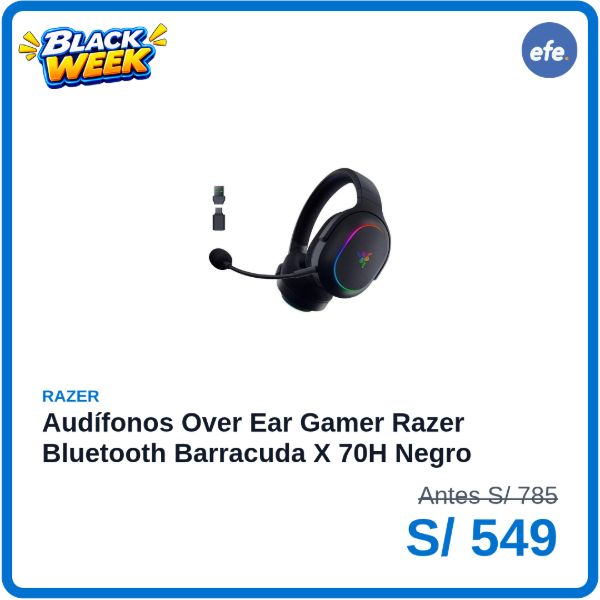 BLACK
WEEK
efe.
RAZER
Audífonos Over Ear Gamer Razer
Bluetooth Barracuda X 70H Negro
Antes S/ 785
S/ 549